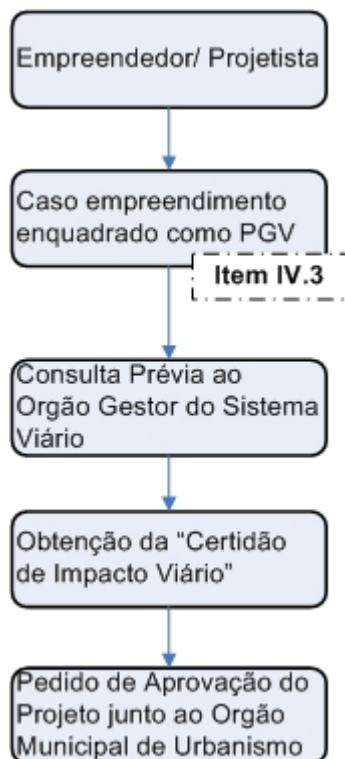 Empreendedor/ Projetista
Caso empreendimento
enquadrado como PGV
Item IV.3
Consulta Prévia ao
Orgão Gestor do Sistema
Viário
Obtenção da “Certidão
de Impacto Viário”
Pedido de Aprovação do
Projeto junto ao Orgão
Municipal de Urbanismo